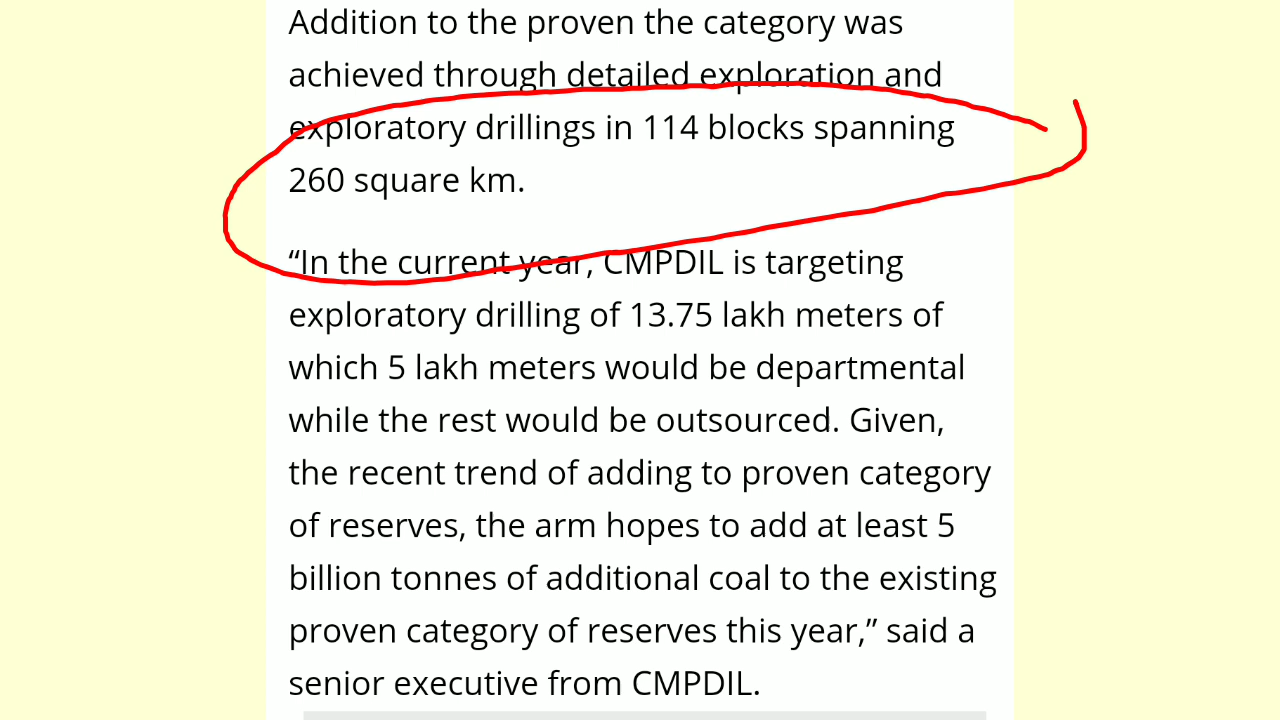 Addition to the proven the category was
achieved through detailed exploration and
exploratory drillings in 114 blocks spanning
260 square km.
“In the current year, CMPDIL is targeting
exploratory drilling of 13.75 lakh meters of
which 5 lakh meters would be departmental
while the rest would be outsourced. Given,
the recent trend of adding to proven category
of reserves, the arm hopes to add at least 5
billion tonnes of additional coal to the existing
proven category of reserves this year,” said a
senior executive from CMPDIL.